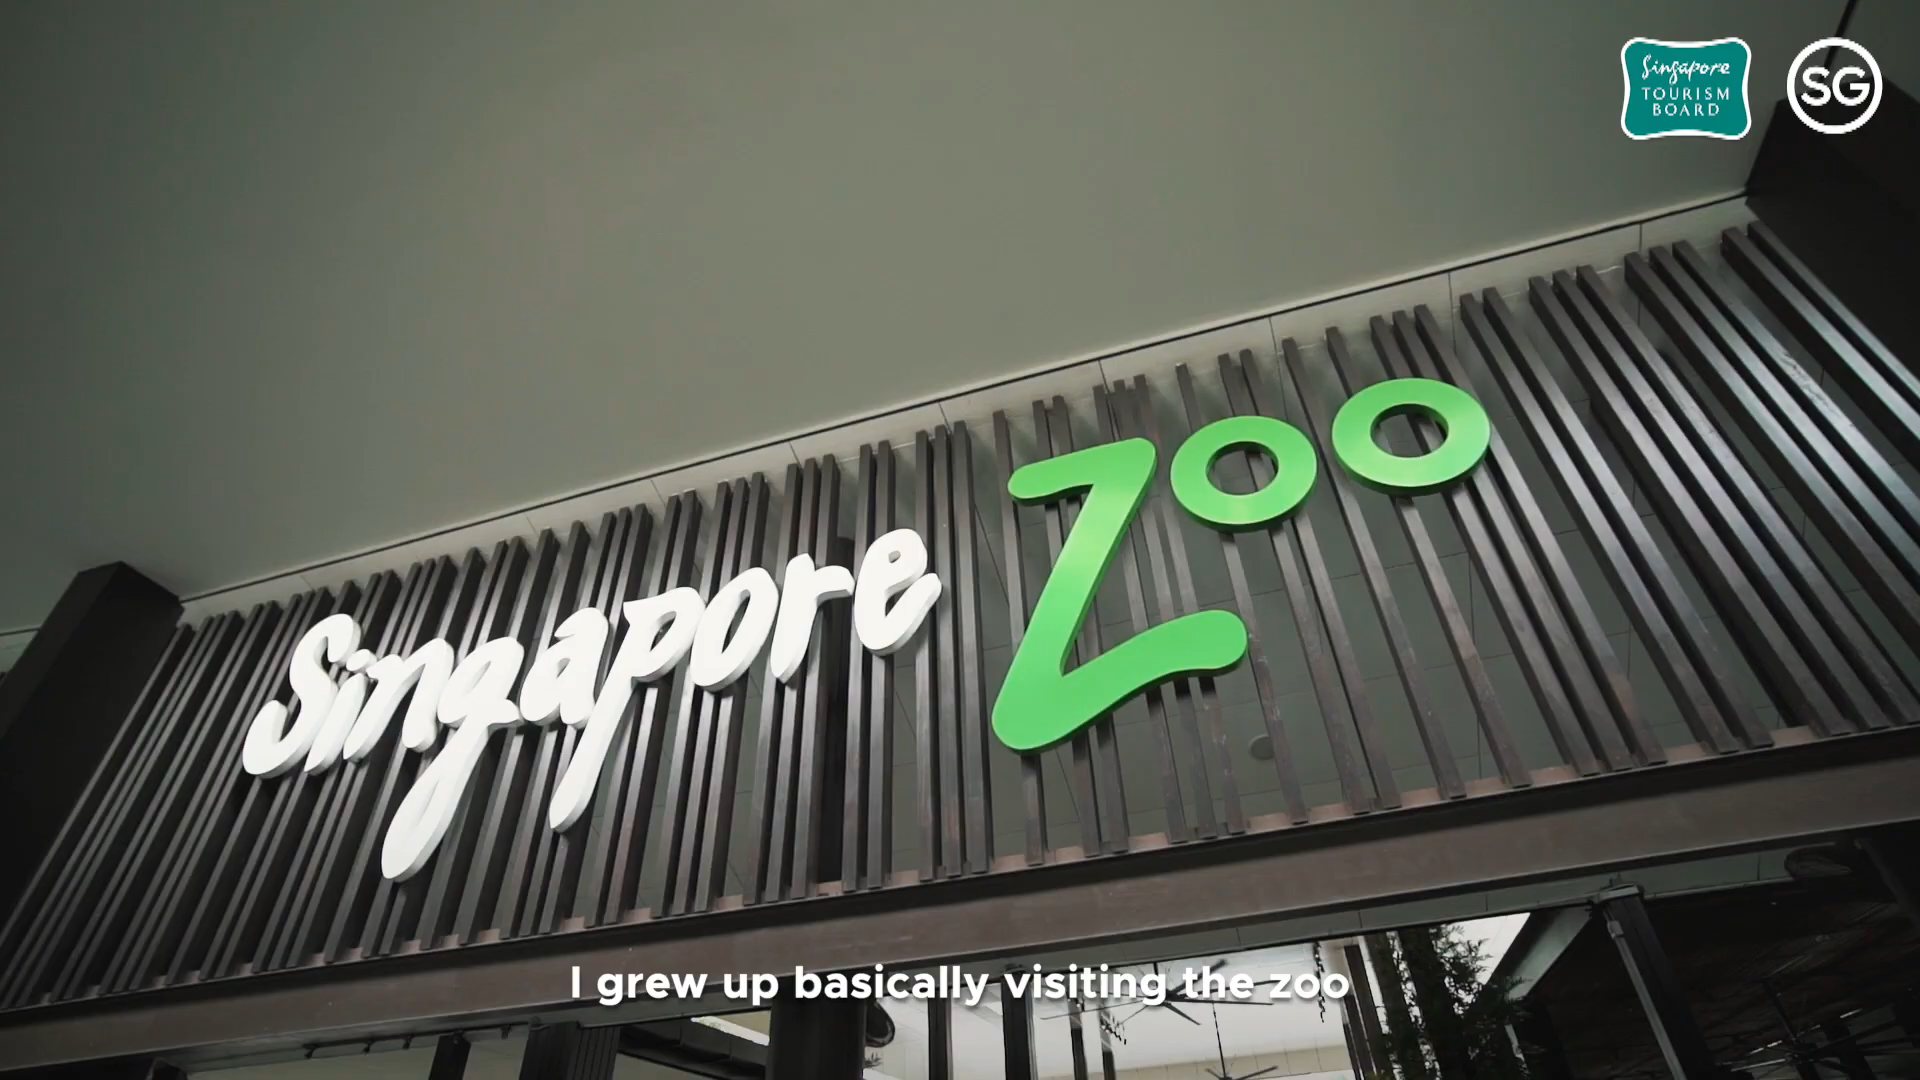 Singapore
TOURISM
BOARD
SG
Singapore Zoo
I grew up basically visiting the zoo